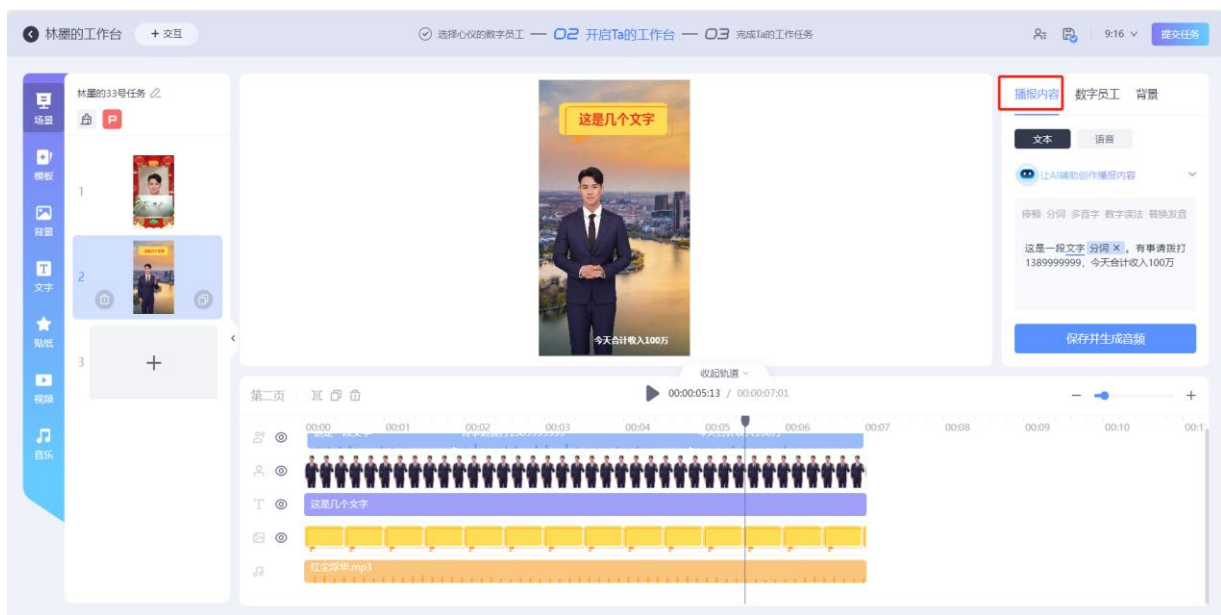 林墨的工作台 + 交互
选择心仪的数字员工 — 02 开启Ta的工作台 — 03 完成Ta的工作任务
9:16 提交任务
场景
模板
背景
文字
贴纸
视频
音乐
林墨的33号任务
P
1
2
3
这是几个文字
今天合计收入100万
播报内容 数字员工 背景
文本 语音
让AI辅助创作播报内容
停顿 分词 多音字 数字读法 替换发音
这是一段文字 分词 ×，有事请拨打
1389999999，今天合计收入100万
保存并生成音频
收起轨道
第二页 00:00:05:13 / 00:00:07:01
00:00 00:01 00:02 00:03 00:04 00:05 00:06 00:07 00:08 00:09 00:10 00:1
T 这是几个文字
红尘浮华.mp3